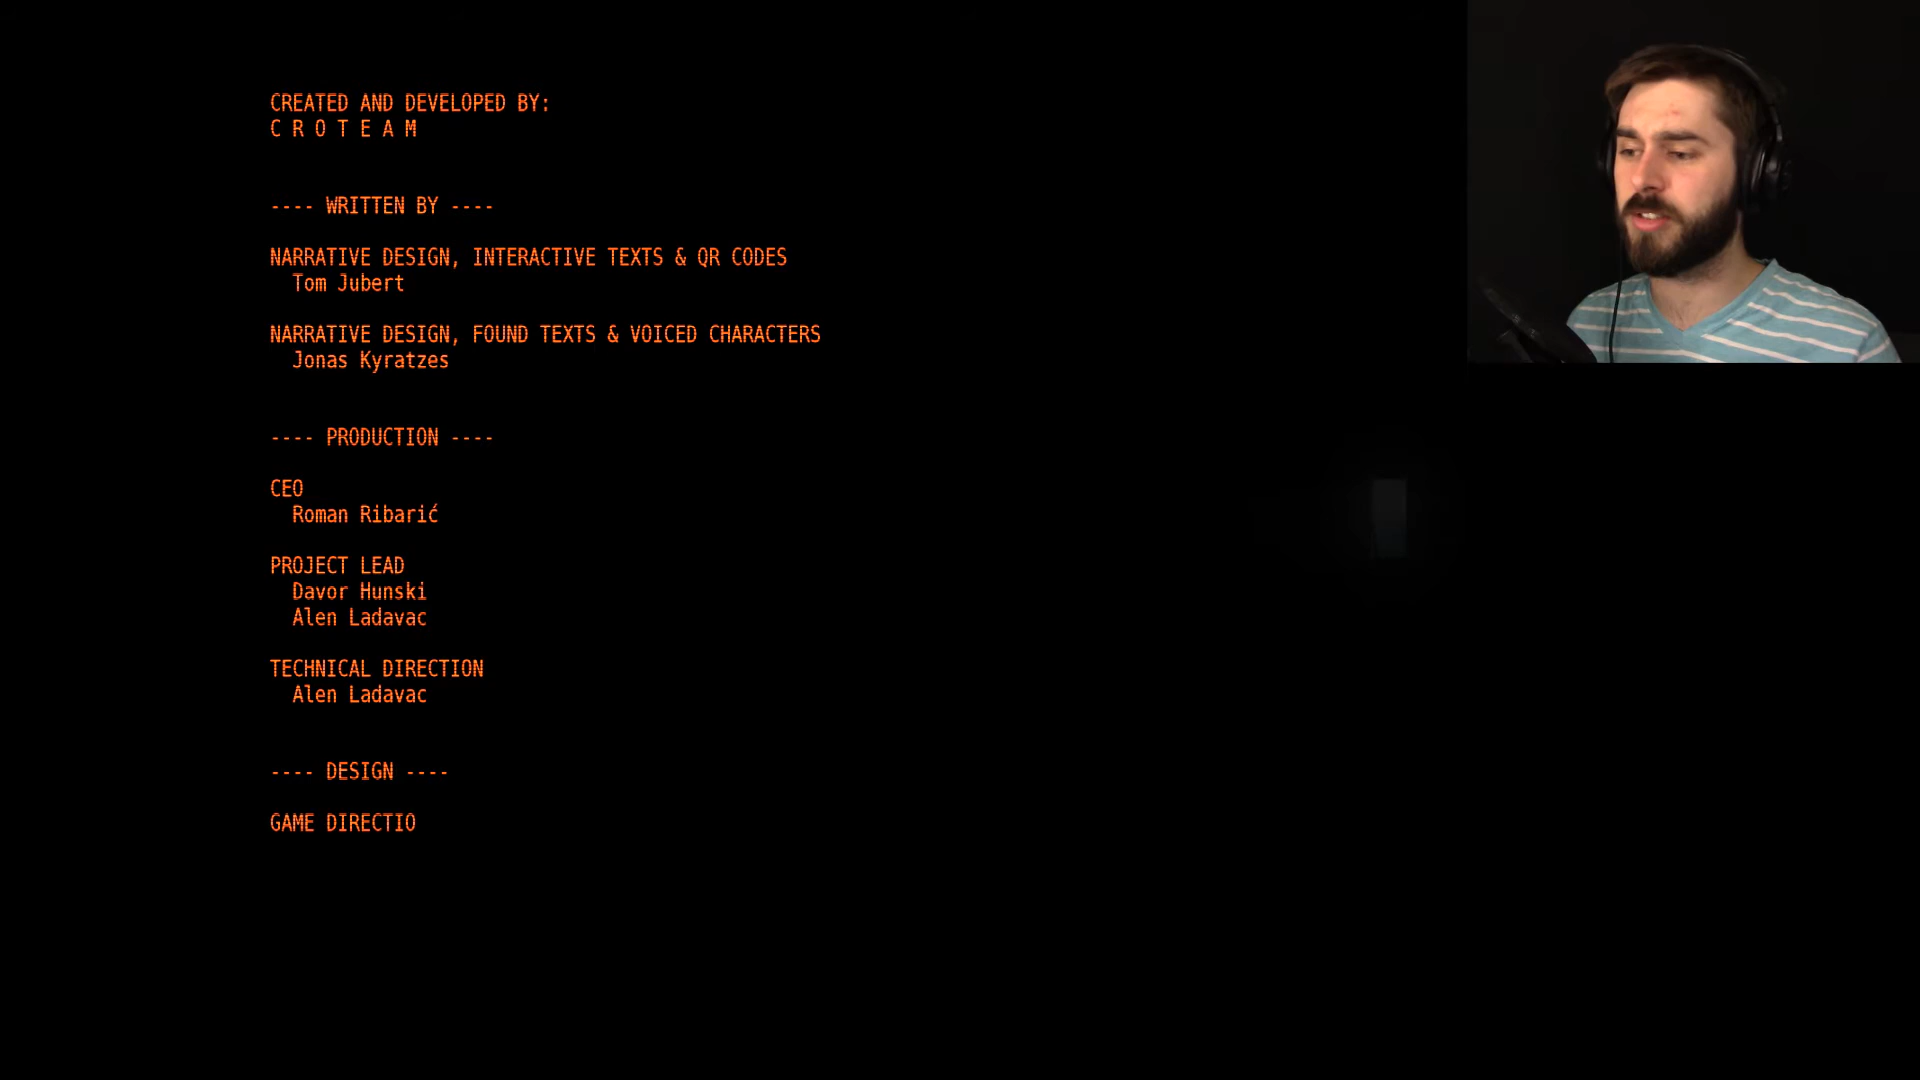 CREATED AND DEVELOPED BY:
C R O T E A M
---- WRITTEN BY ----
NARRATIVE DESIGN, INTERACTIVE TEXTS & QR CODES
Tom Jubert
NARRATIVE DESIGN, FOUND TEXTS & VOICED CHARACTERS
Jonas Kyratzes
---- PRODUCTION ----
CEO
Roman Ribarić
PROJECT LEAD
Davor Hunski
Alen Ladavac
TECHNICAL DIRECTION
Alen Ladavac
---- DESIGN ----
GAME DIRECTIO